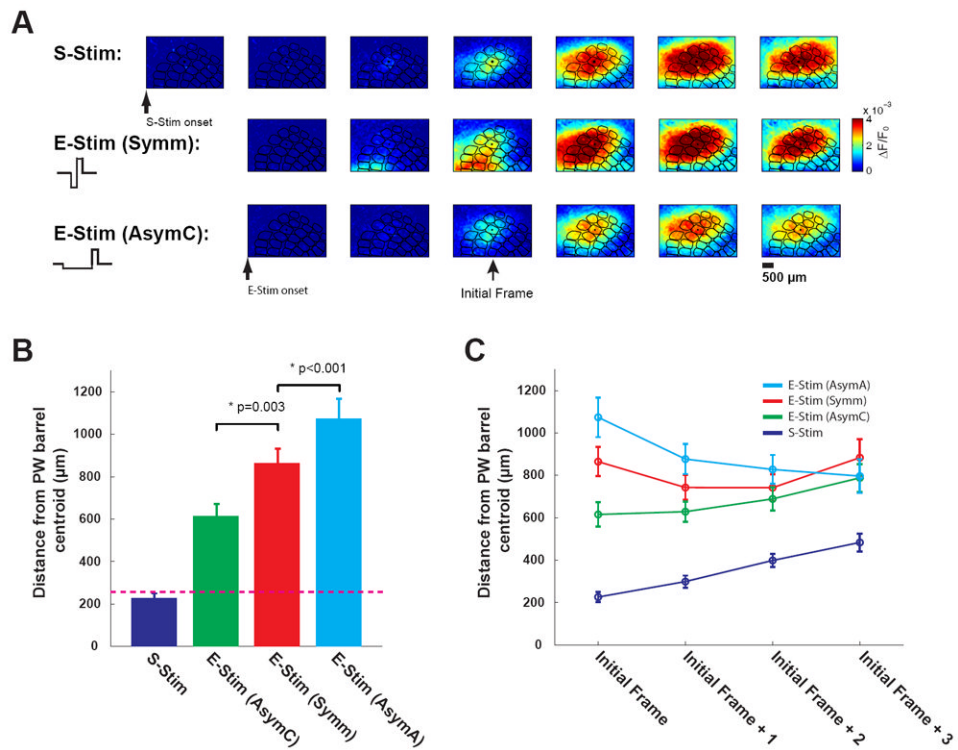 A
S-Stim:
S-Stim onset
E-Stim (Symm):
x 10⁻³
4
2
0
ΔF/F₀
E-Stim (AsymC):
E-Stim onset
Initial Frame
500 µm
B
Distance from PW barrel
centroid (µm)
1200
1000
800
600
400
200
0
* p=0.003
* p<0.001
S-Stim
E-Stim (AsymC)
E-Stim (Symm)
E-Stim (AsymA)
C
Distance from PW barrel
centroid (µm)
1200
1000
800
600
400
200
0
E-Stim (AsymA)
E-Stim (Symm)
E-Stim (AsymC)
S-Stim
Initial Frame
Initial Frame + 1
Initial Frame + 2
Initial Frame + 3